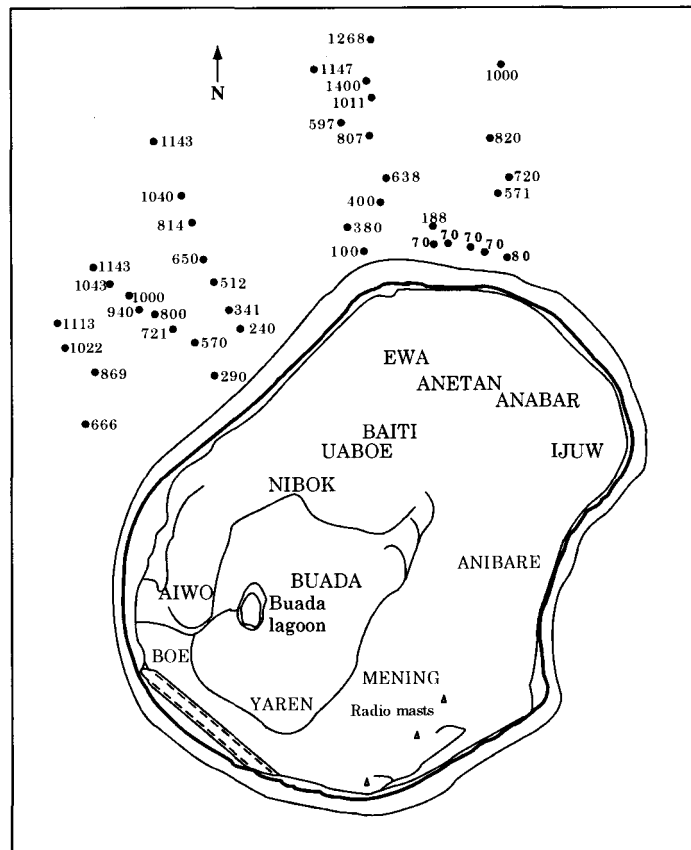 1268
1147
1400
1000
1011
N
597
807
820
1143
638
720
571
1040
400
814
188
380
70 70 70 70
650
100
80
1143
1043
512
1000
940
800
341
1113
721
240
1022
570
869
290
EWA
ANETAN
ANABAR
666
BAITI
UABOE
IJUW
NIBOK
ANIBARE
AIWO
BUADA
Buada
lagoon
BOE
MENING
YAREN
Radio masts